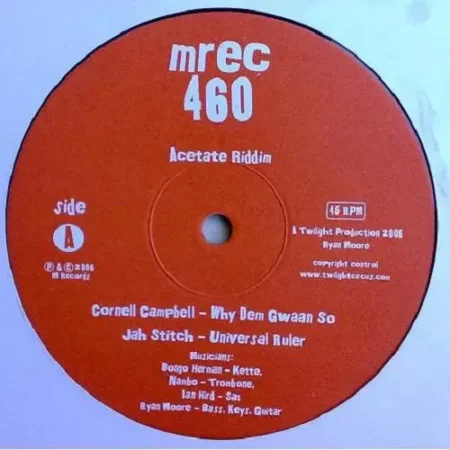 mrec
460
Acetate Riddim
side
A
℗ & © 2006
M Records
45 RPM
A Twilight Production 2006
Ryan Moore
copyright control
www.twilightcircus.com
Cornell Campbell - Why Dem Gwaan So
Jah Stitch - Universal Ruler
Musicians:
Bongo Herman - Kette,
Nambo - Trombone,
Ian Hird - Sax
Ryan Moore - Bass, Keys, Guitar